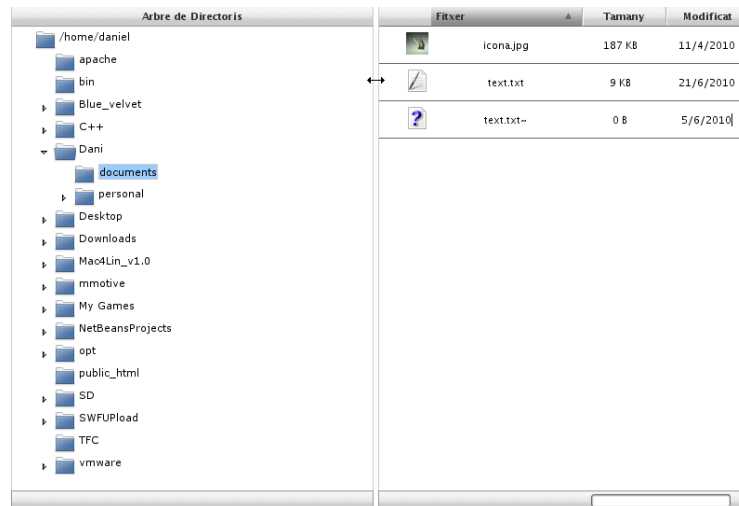 Arbre de Directoris
/home/daniel
apache
bin
Blue_velvet
C++
Dani
documents
personal
Desktop
Downloads
Mac4Lin_v1.0
mmotive
My Games
NetBeansProjects
opt
public_html
SD
SWFUPload
TFC
vmware
Fitxer Tamany Modificat
icona.jpg 187 KB 11/4/2010
text.txt 9 KB 21/6/2010
text.txt~ 0 B 5/6/2010